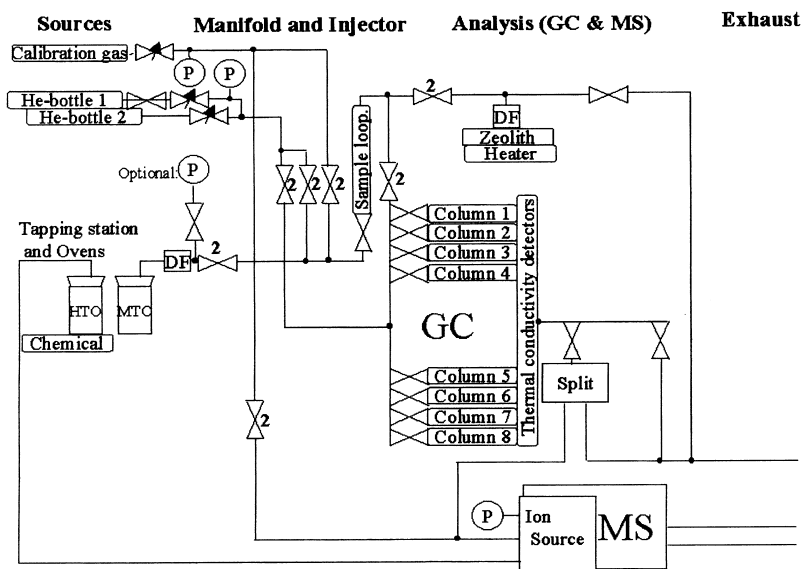 Sources
Manifold and Injector
Analysis (GC & MS)
Exhaust
Calibration gas
P
P
He-bottle 1
He-bottle 2
2
DF
Zeolith
Heater
Sample loop.
Optional:
P
2
2
2
2
Column 1
Column 2
Column 3
Column 4
Thermal conductivity detectors
Tapping station
and Ovens
DF
2
HTO
MTO
Chemical
GC
Split
Column 5
Column 6
Column 7
Column 8
2
P
Ion
Source
MS